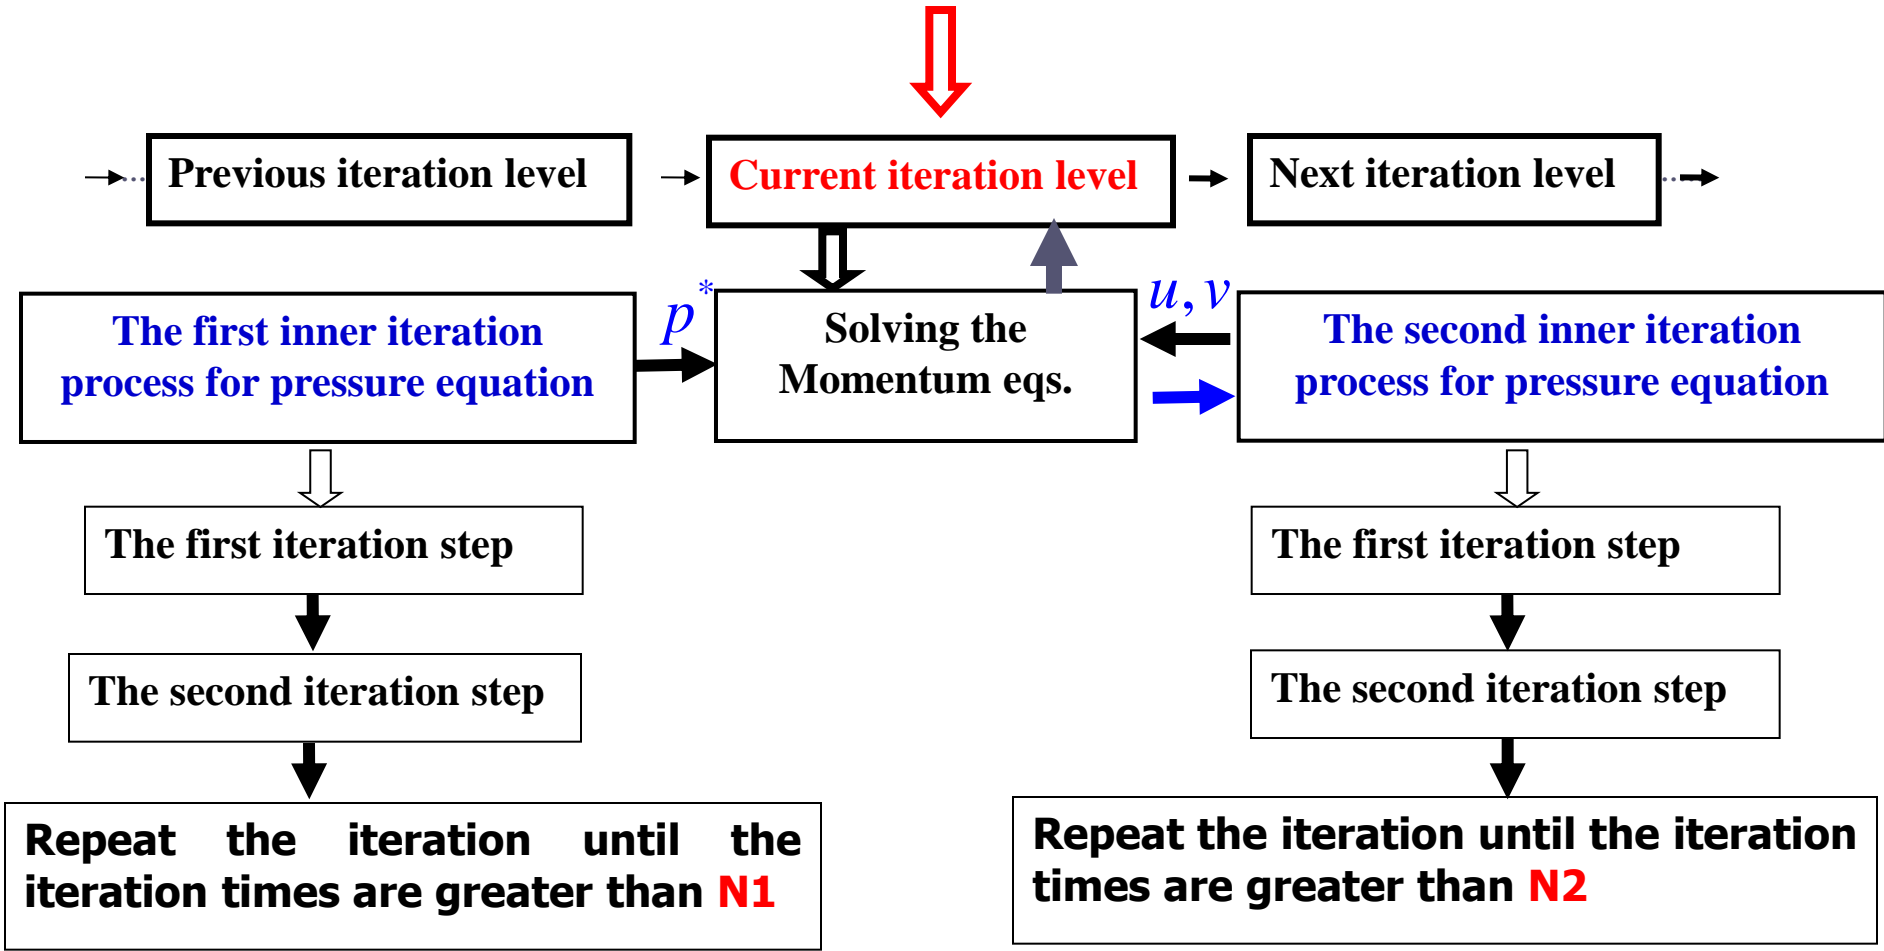 Previous iteration level
Current iteration level
Next iteration level
The first inner iteration
process for pressure equation
p*
Solving the
Momentum eqs.
u, v
The second inner iteration
process for pressure equation
The first iteration step
The second iteration step
Repeat the iteration until the
iteration times are greater than N1
The first iteration step
The second iteration step
Repeat the iteration until the iteration
times are greater than N2